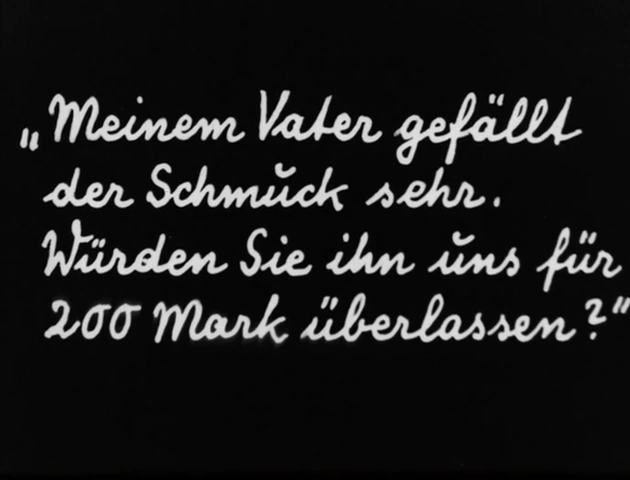 „Meinem Vater gefällt
der Schmuck sehr.
Würden Sie ihn uns für
200 Mark überlassen?"